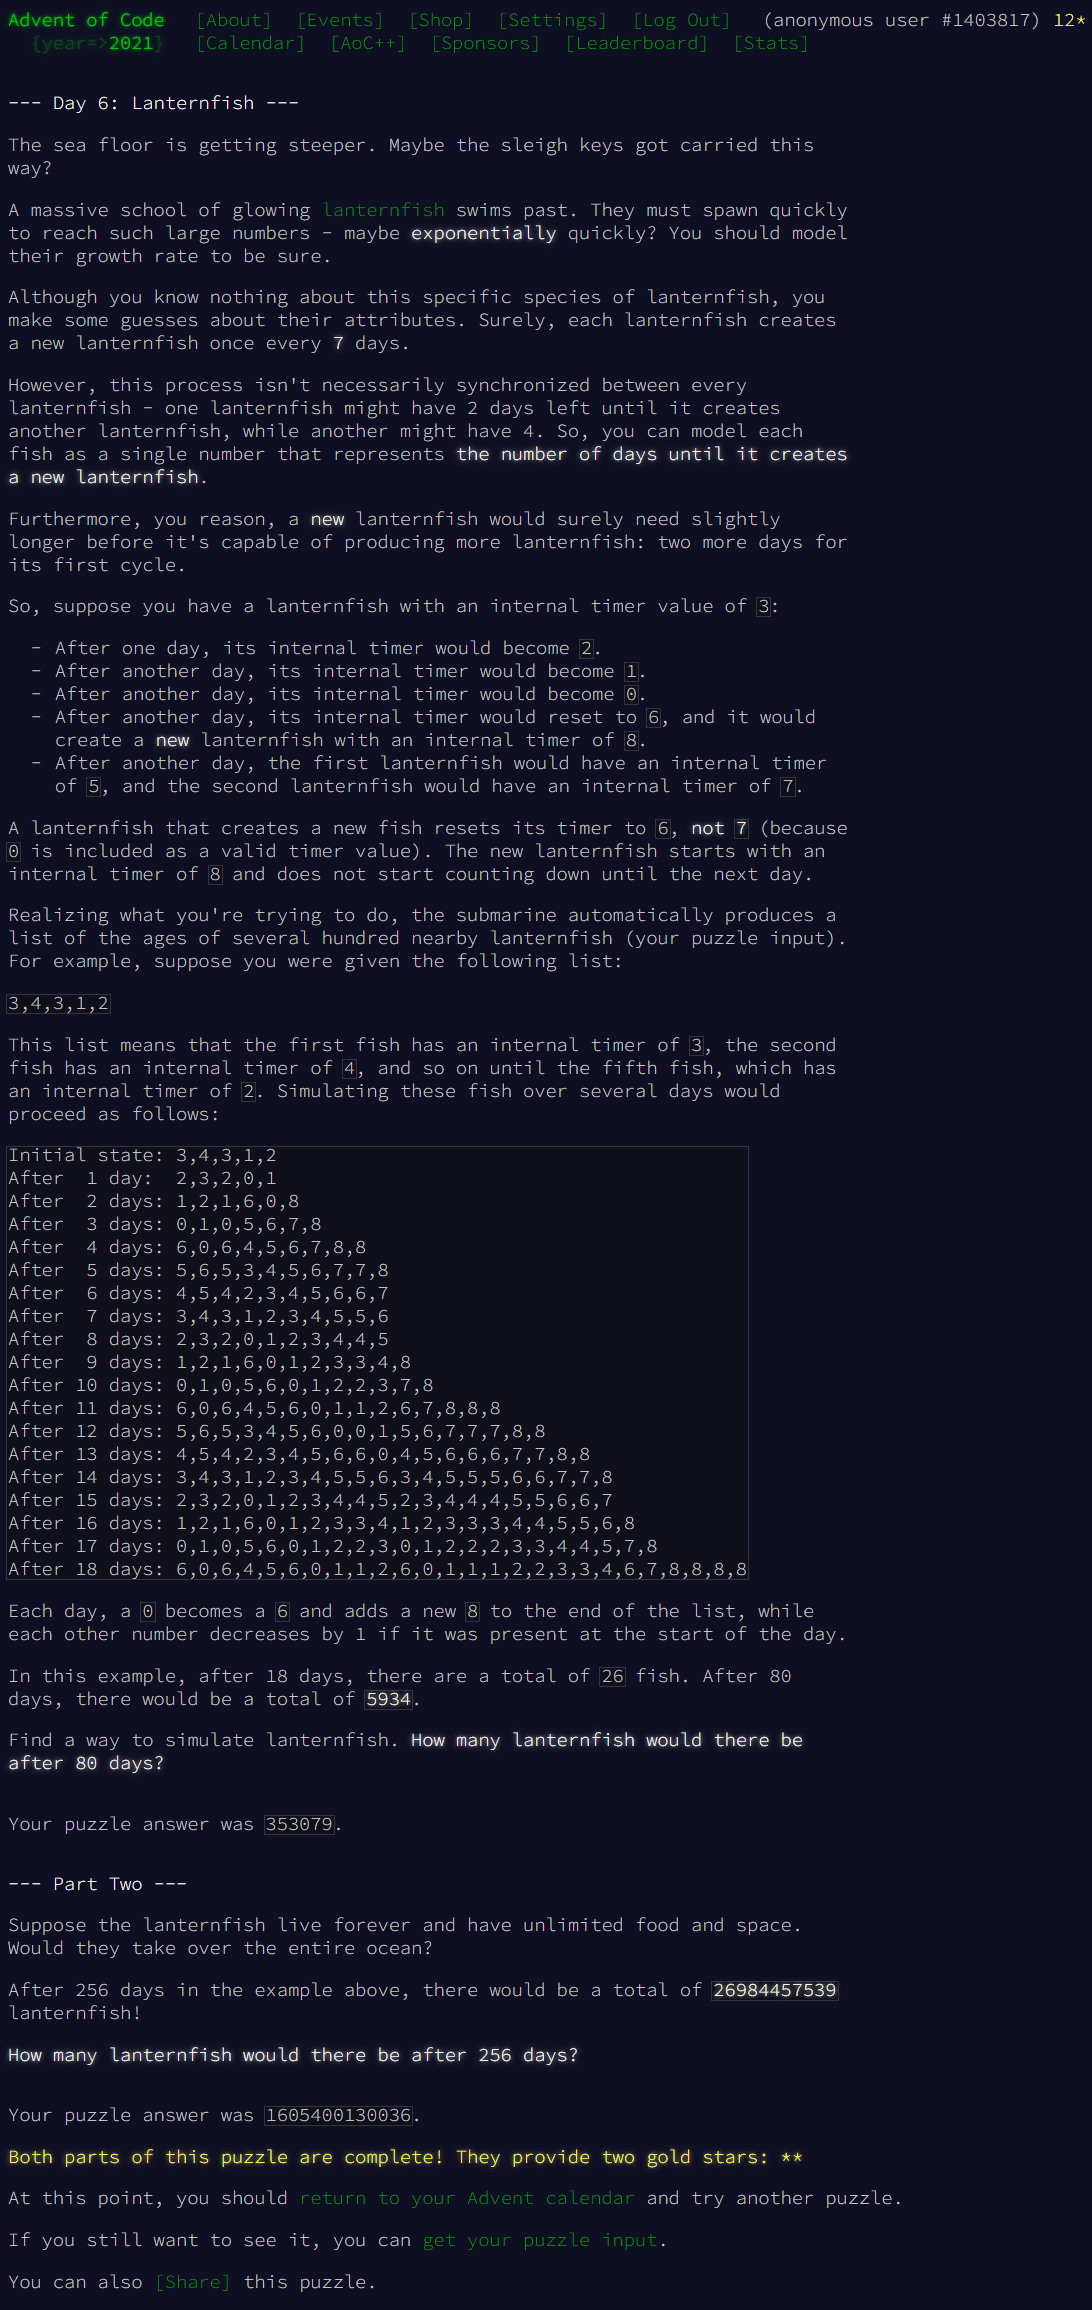 Advent of Code [About] [Events] [Shop] [Settings] [Log Out] (anonymous user #1403817) 12*
{year=>2021} [Calendar] [AoC++] [Sponsors] [Leaderboard] [Stats]
--- Day 6: Lanternfish ---
The sea floor is getting steeper. Maybe the sleigh keys got carried this
way?
A massive school of glowing lanternfish swims past. They must spawn quickly
to reach such large numbers - maybe exponentially quickly? You should model
their growth rate to be sure.
Although you know nothing about this specific species of lanternfish, you
make some guesses about their attributes. Surely, each lanternfish creates
a new lanternfish once every 7 days.
However, this process isn't necessarily synchronized between every
lanternfish - one lanternfish might have 2 days left until it creates
another lanternfish, while another might have 4. So, you can model each
fish as a single number that represents the number of days until it creates
a new lanternfish.
Furthermore, you reason, a new lanternfish would surely need slightly
longer before it's capable of producing more lanternfish: two more days for
its first cycle.
So, suppose you have a lanternfish with an internal timer value of 3:
- After one day, its internal timer would become 2.
- After another day, its internal timer would become 1.
- After another day, its internal timer would become 0.
- After another day, its internal timer would reset to 6, and it would
create a new lanternfish with an internal timer of 8.
- After another day, the first lanternfish would have an internal timer
of 5, and the second lanternfish would have an internal timer of 7.
A lanternfish that creates a new fish resets its timer to 6, not 7 (because
0 is included as a valid timer value). The new lanternfish starts with an
internal timer of 8 and does not start counting down until the next day.
Realizing what you're trying to do, the submarine automatically produces a
list of the ages of several hundred nearby lanternfish (your puzzle input).
For example, suppose you were given the following list:
3,4,3,1,2
This list means that the first fish has an internal timer of 3, the second
fish has an internal timer of 4, and so on until the fifth fish, which has
an internal timer of 2. Simulating these fish over several days would
proceed as follows:
Initial state: 3,4,3,1,2
After  1 day:  2,3,2,0,1
After  2 days: 1,2,1,6,0,8
After  3 days: 0,1,0,5,6,7,8
After  4 days: 6,0,6,4,5,6,7,8,8
After  5 days: 5,6,5,3,4,5,6,7,7,8
After  6 days: 4,5,4,2,3,4,5,6,6,7
After  7 days: 3,4,3,1,2,3,4,5,5,6
After  8 days: 2,3,2,0,1,2,3,4,4,5
After  9 days: 1,2,1,6,0,1,2,3,3,4,8
After 10 days: 0,1,0,5,6,0,1,2,2,3,7,8
After 11 days: 6,0,6,4,5,6,0,1,1,2,6,7,8,8,8
After 12 days: 5,6,5,3,4,5,6,0,0,1,5,6,7,7,7,8,8
After 13 days: 4,5,4,2,3,4,5,6,6,0,4,5,6,6,6,7,7,8,8
After 14 days: 3,4,3,1,2,3,4,5,5,6,3,4,5,5,5,6,6,7,7,8
After 15 days: 2,3,2,0,1,2,3,4,4,5,2,3,4,4,4,5,5,6,6,7
After 16 days: 1,2,1,6,0,1,2,3,3,4,1,2,3,3,3,4,4,5,5,6,8
After 17 days: 0,1,0,5,6,0,1,2,2,3,0,1,2,2,2,3,3,4,4,5,7,8
After 18 days: 6,0,6,4,5,6,0,1,1,2,6,0,1,1,1,2,2,3,3,4,6,7,8,8,8,8
Each day, a 0 becomes a 6 and adds a new 8 to the end of the list, while
each other number decreases by 1 if it was present at the start of the day.
In this example, after 18 days, there are a total of 26 fish. After 80
days, there would be a total of 5934.
Find a way to simulate lanternfish. How many lanternfish would there be
after 80 days?
Your puzzle answer was 353079.
--- Part Two ---
Suppose the lanternfish live forever and have unlimited food and space.
Would they take over the entire ocean?
After 256 days in the example above, there would be a total of 26984457539
lanternfish!
How many lanternfish would there be after 256 days?
Your puzzle answer was 1605400130036.
Both parts of this puzzle are complete! They provide two gold stars: **
At this point, you should return to your Advent calendar and try another puzzle.
If you still want to see it, you can get your puzzle input.
You can also [Share] this puzzle.